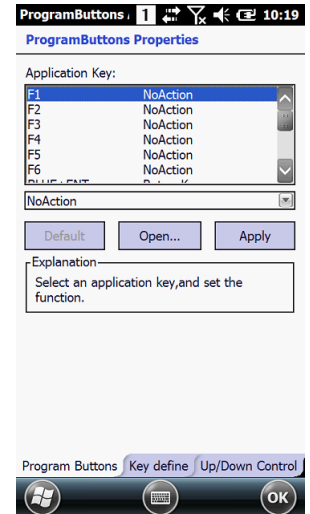 ProgramButtons 1 10:19
ProgramButtons Properties
Application Key:
F1 NoAction
F2 NoAction
F3 NoAction
F4 NoAction
F5 NoAction
F6 NoAction
NoAction
Default Open... Apply
Explanation
Select an application key,and set the
function.
Program Buttons Key define Up/Down Control
OK